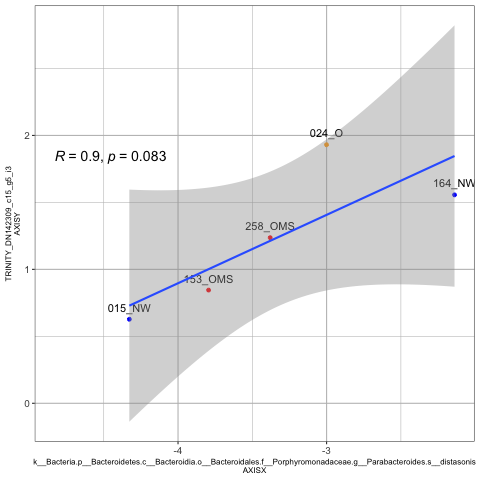 2
1
0
TRINITY_DN142309_c15_g5_i3
AXISY
R = 0.9, p = 0.083
024_O
164_NW
258_OMS
153_OMS
015_NW
-4
-3
k__Bacteria.p__Bacteroidetes.c__Bacteroidia.o__Bacteroidales.f__Porphyromonadaceae.g__Parabacteroides.s__distasonis
AXISX